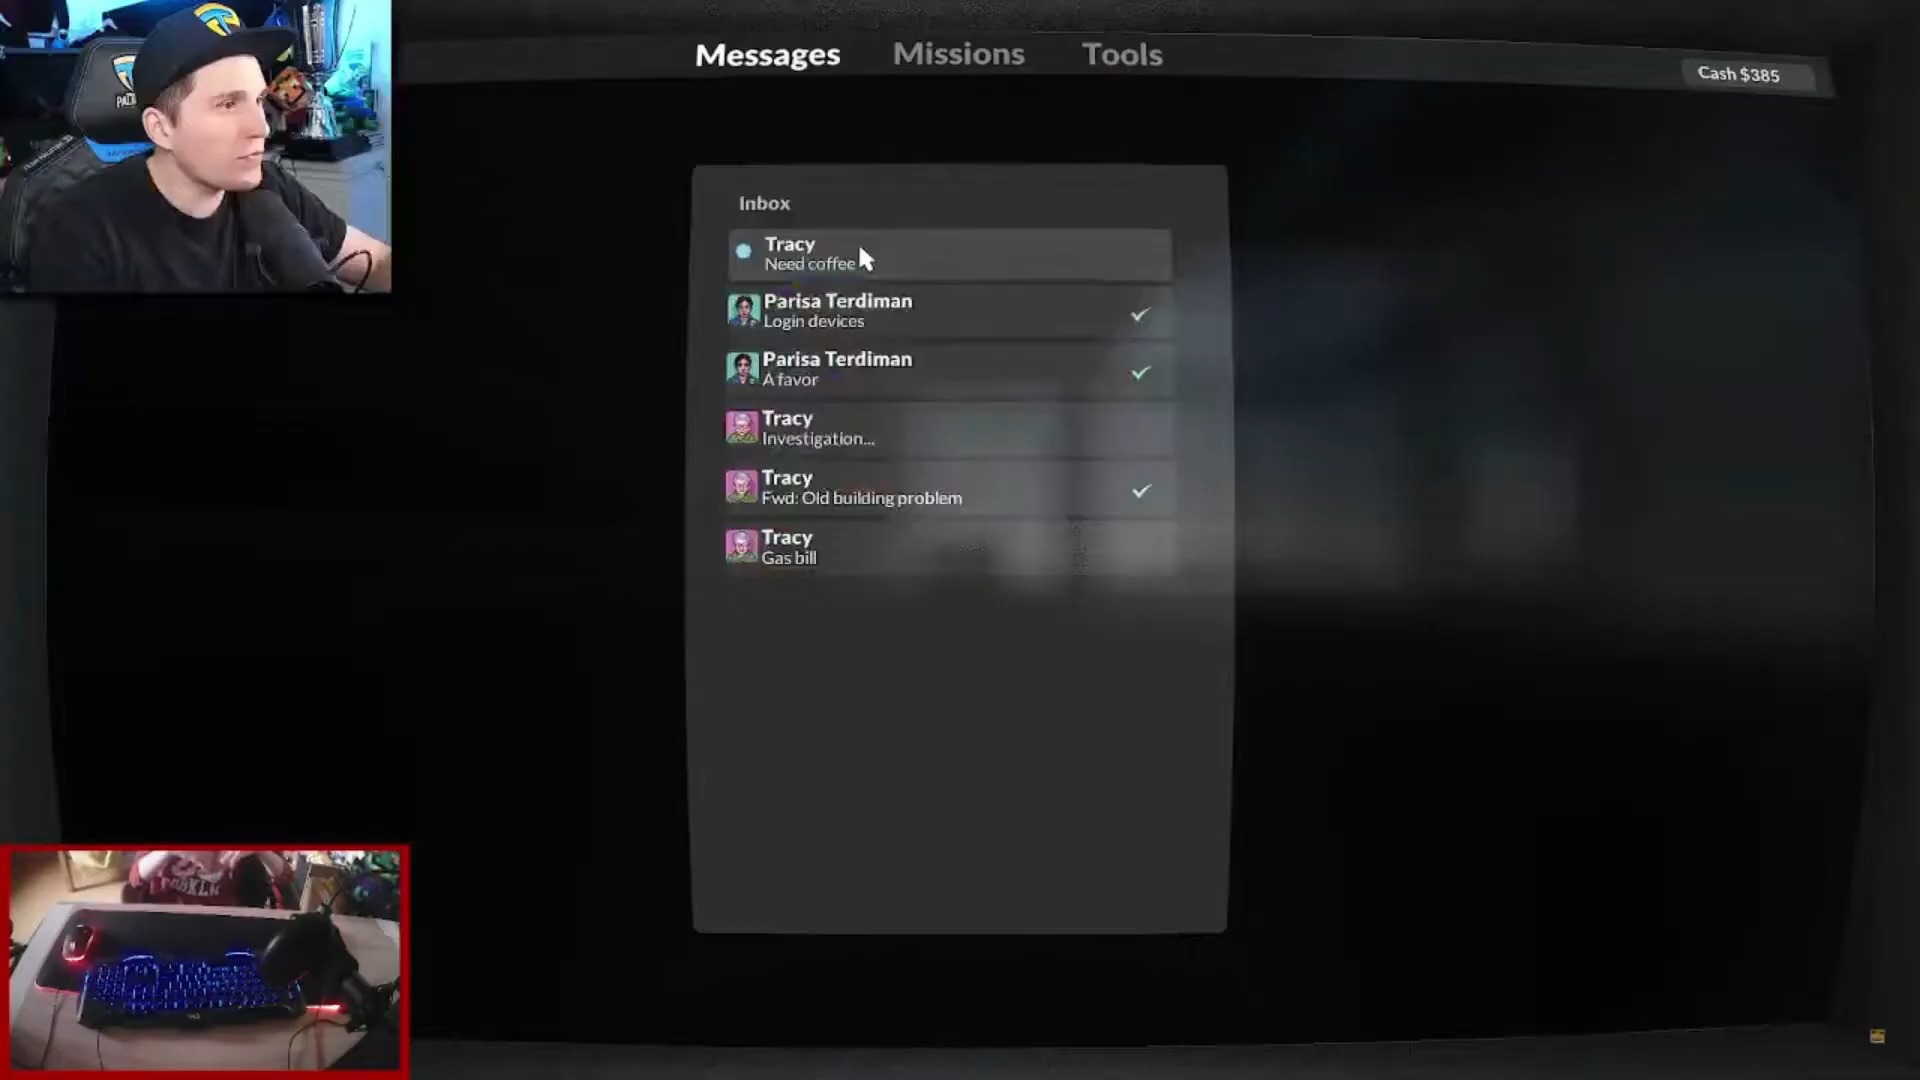 Messages
Missions
Tools
Cash $385
Inbox
Tracy
Need coffee
Parisa Terdiman
Login devices
Parisa Terdiman
A favor
Tracy
Investigation...
Tracy
Fwd: Old building problem
Tracy
Gas bill